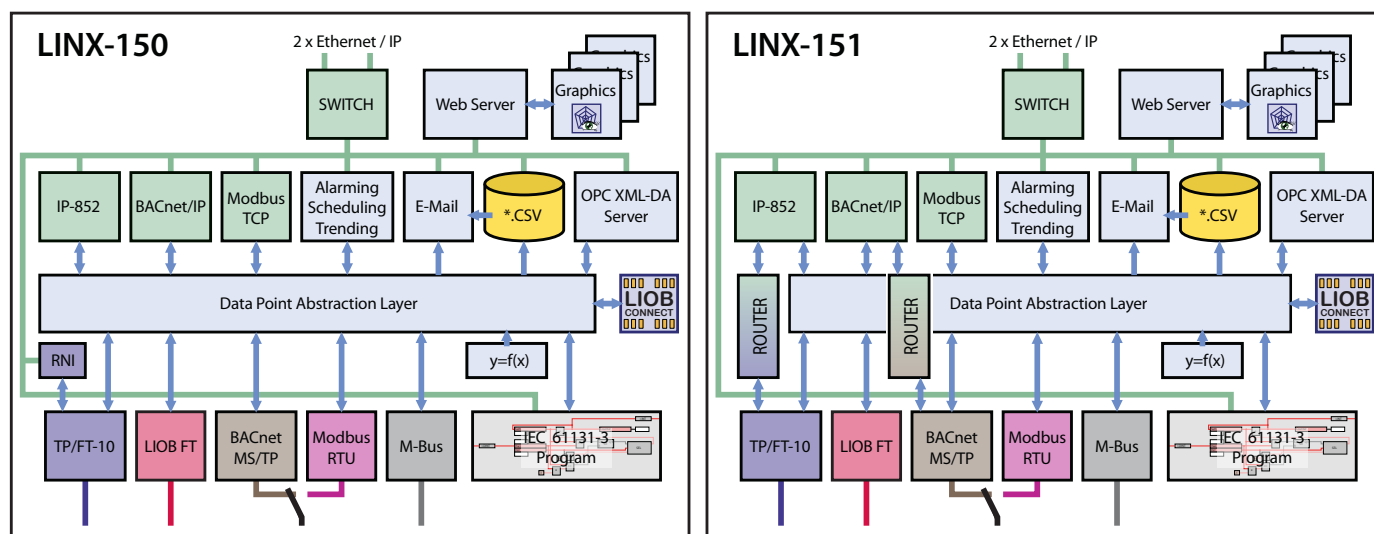 LINX-150
2 x Ethernet / IP
SWITCH
Web Server
Graphics
Graphics
Graphics
IP-852
BACnet/IP
Modbus
TCP
Alarming
Scheduling
Trending
E-Mail
*.CSV
OPC XML-DA
Server
Data Point Abstraction Layer
LIOB
CONNECT
RNI
y=f(x)
TP/FT-10
LIOB FT
BACnet
MS/TP
Modbus
RTU
M-Bus
IEC 61131-3
Program
LINX-151
2 x Ethernet / IP
SWITCH
Web Server
Graphics
Graphics
Graphics
IP-852
BACnet/IP
Modbus
TCP
Alarming
Scheduling
Trending
E-Mail
*.CSV
OPC XML-DA
Server
ROUTER
ROUTER
Data Point Abstraction Layer
LIOB
CONNECT
y=f(x)
TP/FT-10
LIOB FT
BACnet
MS/TP
Modbus
RTU
M-Bus
IEC 61131-3
Program